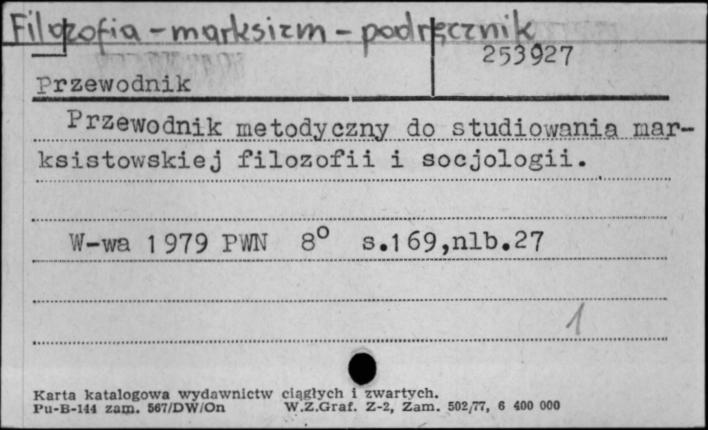 Filozofia - marksizm - podręcznik
253927
Przewodnik
Przewodnik metodyczny do studiowania mar-
ksistowskiej filozofii i socjologii.
W-wa 1979 PWN 8° s.169,nlb.27
1
Karta katalogowa wydawnictw ciągłych i zwartych.
Pu-B-144 zam. 567/DW/On W.Z.Graf. Z-2, Zam. 502/77, 6 400 000